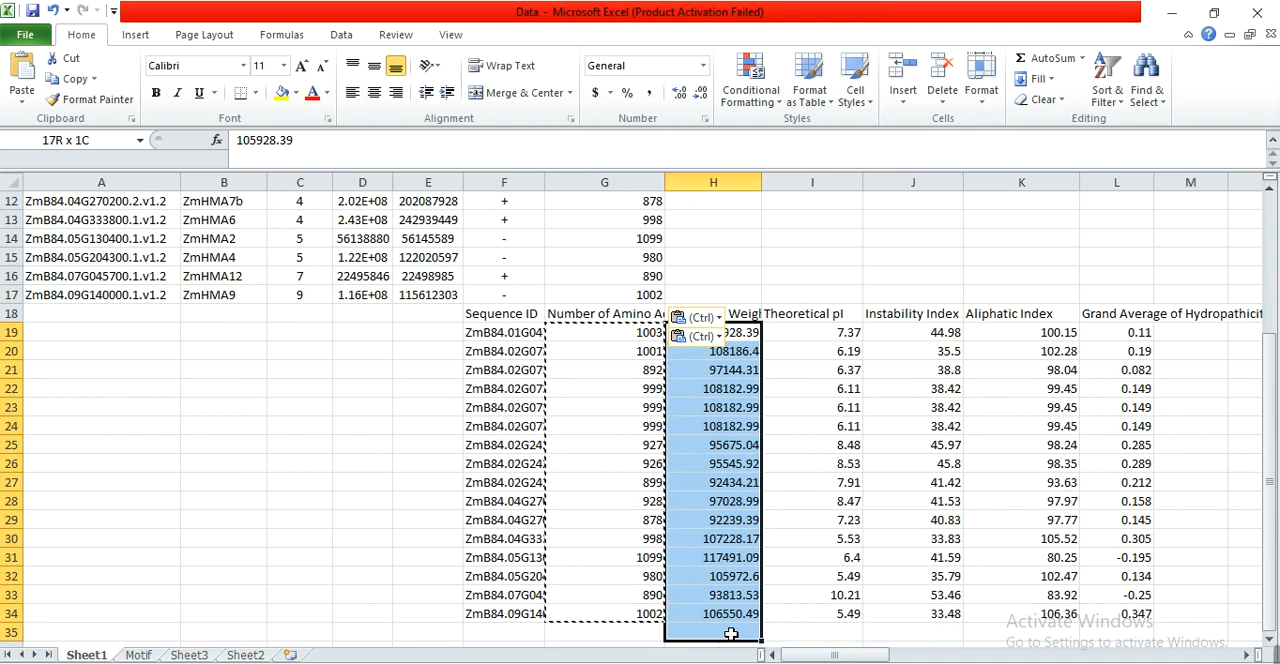 Data - Microsoft Excel (Product Activation Failed)
File Home Insert Page Layout Formulas Data Review View
Paste Cut Copy Format Painter Clipboard
Calibri 11 A A B I U A Font
Wrap Text Merge & Center Alignment
General $ % , .00 .00 Number
Conditional Formatting Format as Table Cell Styles Styles
Insert Delete Format Cells
Σ AutoSum Fill Clear Sort & Filter Find & Select Editing
17R x 1C fx 105928.39
A B C D E F G H I J K L M
12 ZmB84.04G270200.2.v1.2 ZmHMA7b 4 2.02E+08 202087928 + 878
13 ZmB84.04G333800.1.v1.2 ZmHMA6 4 2.43E+08 242939449 + 998
14 ZmB84.05G130400.1.v1.2 ZmHMA2 5 56138880 56145589 - 1099
15 ZmB84.05G204300.1.v1.2 ZmHMA4 5 1.22E+08 122020597 - 980
16 ZmB84.07G045700.1.v1.2 ZmHMA12 7 22495846 22498985 + 890
17 ZmB84.09G140000.1.v1.2 ZmHMA9 9 1.16E+08 115612303 - 1002
18 Sequence ID Number of Amino A (Ctrl) Weigh Theoretical pI Instability Index Aliphatic Index Grand Average of Hydropathicit
19 ZmB84.01G04 1003 (Ctrl) 928.39 7.37 44.98 100.15 0.11
20 ZmB84.02G07 1001 108186.4 6.19 35.5 102.28 0.19
21 ZmB84.02G07 892 97144.31 6.37 38.8 98.04 0.082
22 ZmB84.02G07 999 108182.99 6.11 38.42 99.45 0.149
23 ZmB84.02G07 999 108182.99 6.11 38.42 99.45 0.149
24 ZmB84.02G07 999 108182.99 6.11 38.42 99.45 0.149
25 ZmB84.02G24 927 95675.04 8.48 45.97 98.24 0.285
26 ZmB84.02G24 926 95545.92 8.53 45.8 98.35 0.289
27 ZmB84.02G24 899 92434.21 7.91 41.42 93.63 0.212
28 ZmB84.04G27 928 97028.99 8.47 41.53 97.97 0.158
29 ZmB84.04G27 878 92239.39 7.23 40.83 97.77 0.145
30 ZmB84.04G33 998 107228.17 5.53 33.83 105.52 0.305
31 ZmB84.05G13 1099 117491.09 6.4 41.59 80.25 -0.195
32 ZmB84.05G20 980 105972.6 5.49 35.79 102.47 0.134
33 ZmB84.07G04 890 93813.53 10.21 53.46 83.92 -0.25
34 ZmB84.09G14 1002 106550.49 5.49 33.48 106.36 0.347
35
Activate Windows
Go to Settings to activate Windows.
Sheet1 Motif Sheet3 Sheet2